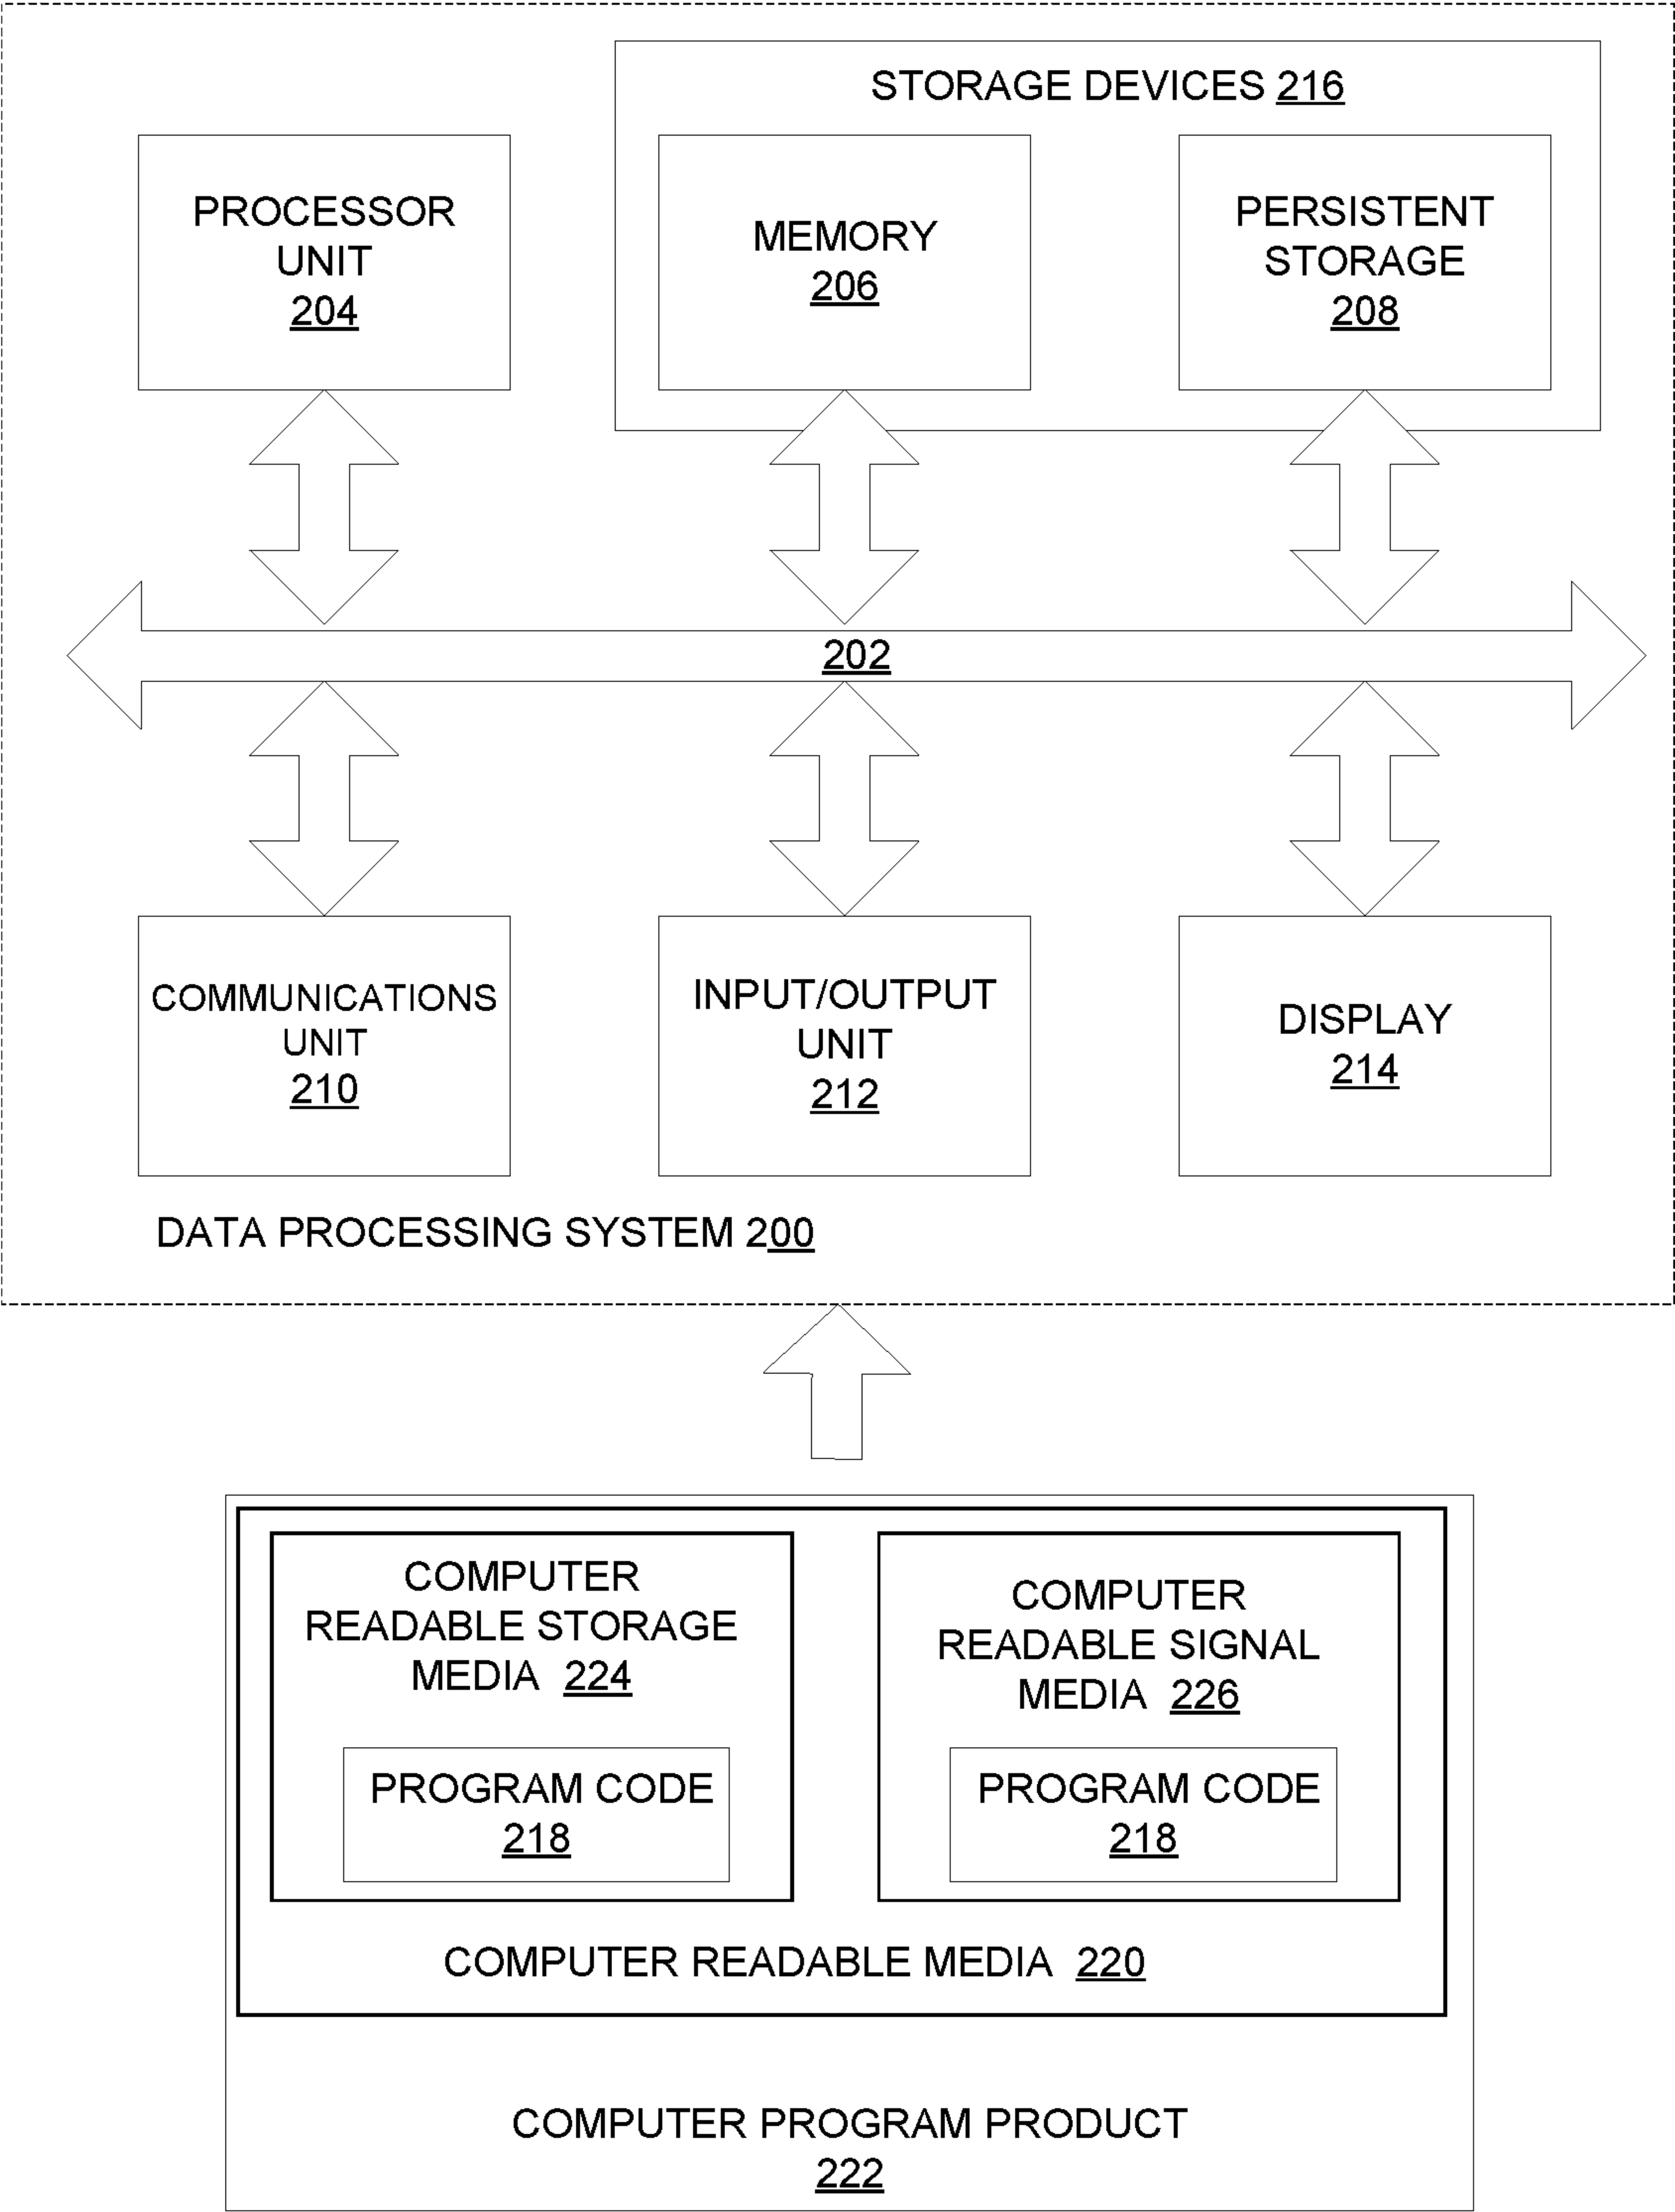 STORAGE DEVICES 216
PROCESSOR
UNIT
204
MEMORY
206
PERSISTENT
STORAGE
208
202
COMMUNICATIONS
UNIT
210
INPUT/OUTPUT
UNIT
212
DISPLAY
214
DATA PROCESSING SYSTEM 200
COMPUTER
READABLE STORAGE
MEDIA 224
PROGRAM CODE
218
COMPUTER
READABLE SIGNAL
MEDIA 226
PROGRAM CODE
218
COMPUTER READABLE MEDIA 220
COMPUTER PROGRAM PRODUCT
222